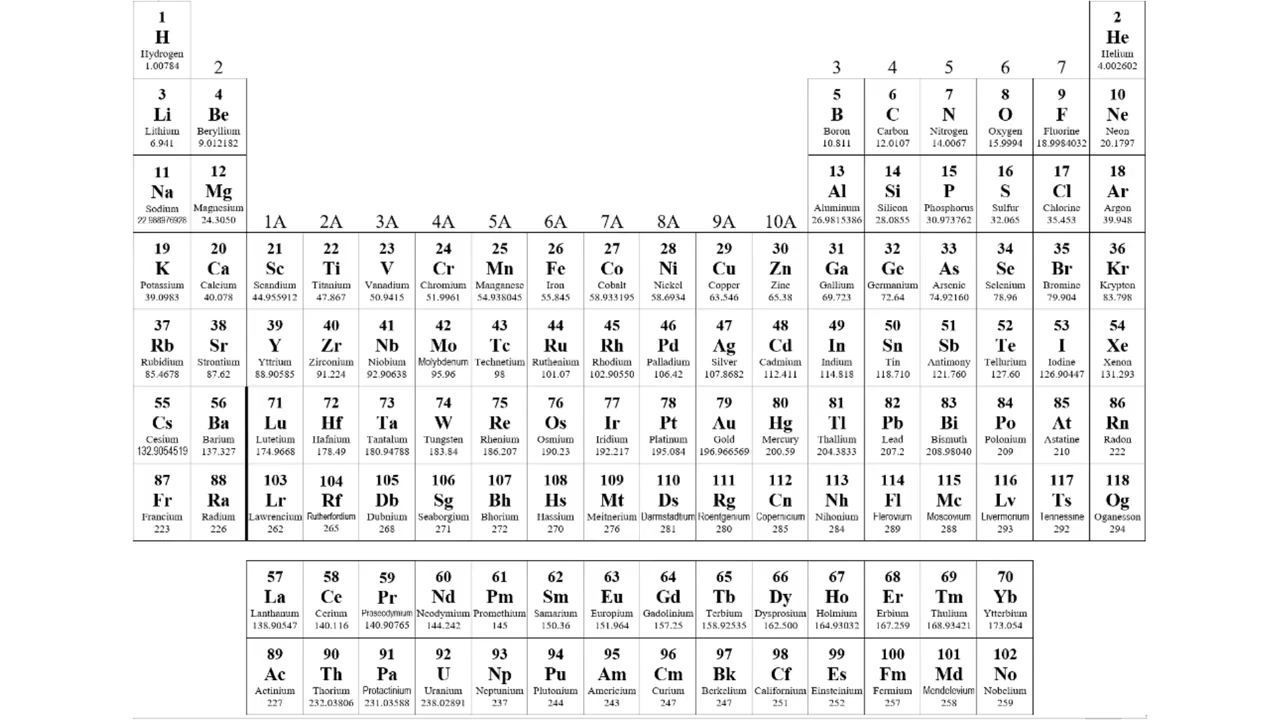 1 2
H He
Hydrogen Helium
1.00784 2 3 4 5 6 7 4.002602
3 4 5 6 7 8 9 10
Li Be B C N O F Ne
Lithium Beryllium Boron Carbon Nitrogen Oxygen Fluorine Neon
6.941 9.012182 10.811 12.0107 14.0067 15.9994 18.9984032 20.1797
11 12 13 14 15 16 17 18
Na Mg Al Si P S Cl Ar
Sodium Magnesium Aluminum Silicon Phosphorus Sulfur Chlorine Argon
22.988976928 24.3050 1A 2A 3A 4A 5A 6A 7A 8A 9A 10A 26.9815386 28.0855 30.973762 32.065 35.453 39.948
19 20 21 22 23 24 25 26 27 28 29 30 31 32 33 34 35 36
K Ca Sc Ti V Cr Mn Fe Co Ni Cu Zn Ga Ge As Se Br Kr
Potassium Calcium Scandium Titanium Vanadium Chromium Manganese Iron Cobalt Nickel Copper Zinc Gallium Germanium Arsenic Selenium Bromine Krypton
39.0983 40.078 44.955912 47.867 50.9415 51.9961 54.938045 55.845 58.933195 58.6934 63.546 65.38 69.723 72.64 74.92160 78.96 79.904 83.798
37 38 39 40 41 42 43 44 45 46 47 48 49 50 51 52 53 54
Rb Sr Y Zr Nb Mo Tc Ru Rh Pd Ag Cd In Sn Sb Te I Xe
Rubidium Strontium Yttrium Zirconium Niobium Molybdenum Technetium Ruthenium Rhodium Palladium Silver Cadmium Indium Tin Antimony Tellurium Iodine Xenon
85.4678 87.62 88.90585 91.224 92.90638 95.96 98 101.07 102.90550 106.42 107.8682 112.411 114.818 118.710 121.760 127.60 126.90447 131.293
55 56 71 72 73 74 75 76 77 78 79 80 81 82 83 84 85 86
Cs Ba Lu Hf Ta W Re Os Ir Pt Au Hg Tl Pb Bi Po At Rn
Cesium Barium Lutetium Hafnium Tantalum Tungsten Rhenium Osmium Iridium Platinum Gold Mercury Thallium Lead Bismuth Polonium Astatine Radon
132.9054519 137.327 174.9668 178.49 180.94788 183.84 186.207 190.23 192.217 195.084 196.966569 200.59 204.3833 207.2 208.98040 209 210 222
87 88 103 104 105 106 107 108 109 110 111 112 113 114 115 116 117 118
Fr Ra Lr Rf Db Sg Bh Hs Mt Ds Rg Cn Nh Fl Mc Lv Ts Og
Francium Radium Lawrencium Rutherfordium Dubnium Seaborgium Bhorium Hassium Meitnerium Darmstadtium Roentgenium Copernicium Nihonium Flerovium Moscovium Livermorium Tennessine Oganesson
223 226 262 265 268 271 272 270 276 281 280 285 284 289 288 293 292 294
57 58 59 60 61 62 63 64 65 66 67 68 69 70
La Ce Pr Nd Pm Sm Eu Gd Tb Dy Ho Er Tm Yb
Lanthanum Cerium Praseodymium Neodymium Promethium Samarium Europium Gadolinium Terbium Dysprosium Holmium Erbium Thulium Ytterbium
138.90547 140.116 140.90765 144.242 145 150.36 151.964 157.25 158.92535 162.500 164.93032 167.259 168.93421 173.054
89 90 91 92 93 94 95 96 97 98 99 100 101 102
Ac Th Pa U Np Pu Am Cm Bk Cf Es Fm Md No
Actinium Thorium Protactinium Uranium Neptunium Plutonium Americium Curium Berkelium Californium Einsteinium Fermium Mendelevium Nobelium
227 232.03806 231.03588 238.02891 237 244 243 247 247 251 252 257 258 259